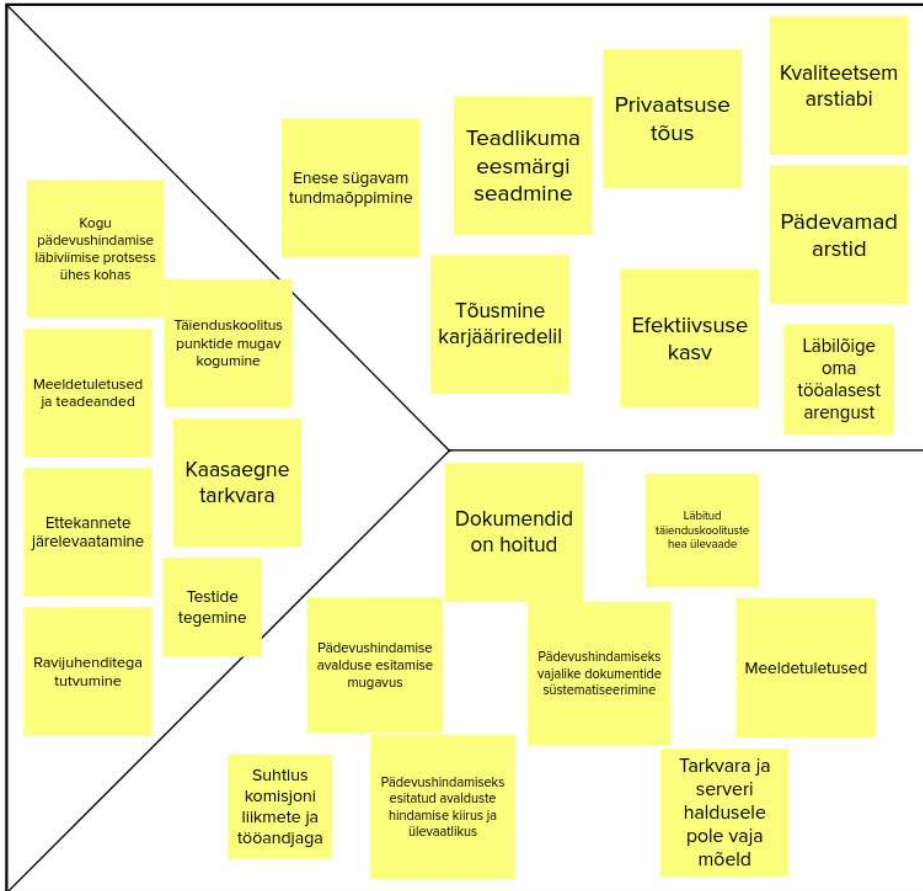 Kogu
pädevushindamise
läbiviimise protsess
ühes kohas
Täienduskoolitus
punktide mugav
kogumine
Meeldetuletused
ja teadeanded
Kaasaegne
tarkvara
Ettekannete
järelevaatamine
Testide
tegemine
Ravijuhenditega
tutvumine
Enese sügavam
tundmaõppimine
Teadlikuma
eesmärgi
seadmine
Privaatsuse
tõus
Kvaliteetsem
arstiabi
Tõusmine
karjääriredelil
Efektiivsuse
kasv
Pädevamad
arstid
Läbilõige
oma
tööalasest
arengust
Dokumendid
on hoitud
Läbitud
täienduskoolituste
hea ülevaade
Pädevushindamise
avalduse esitamise
mugavus
Pädevushindamiseks
vajalike dokumentide
süstematiseerimine
Meeldetuletused
Suhtlus
komisjoni
liikmete ja
tööandjaga
Pädevushindamiseks
esitatud avalduste
hindamise kiirus ja
ülevaatlikus
Tarkvara ja
serveri
haldusele
pole vaja
mõeld